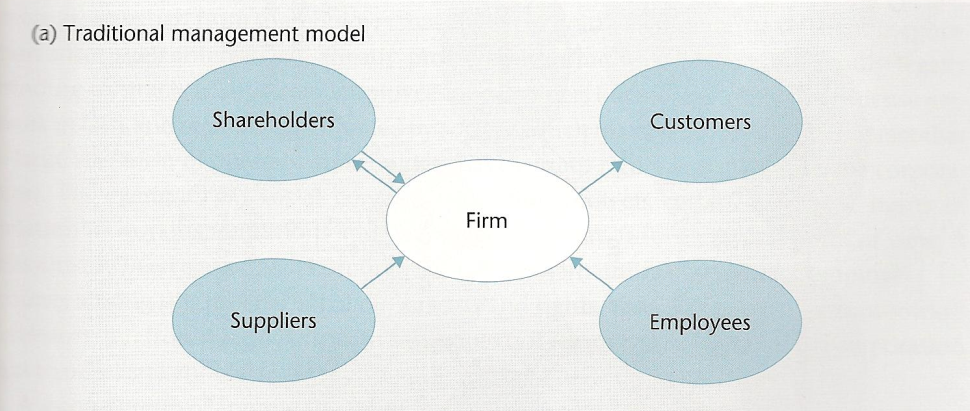 (a) Traditional management model
Shareholders
Customers
Firm
Suppliers
Employees